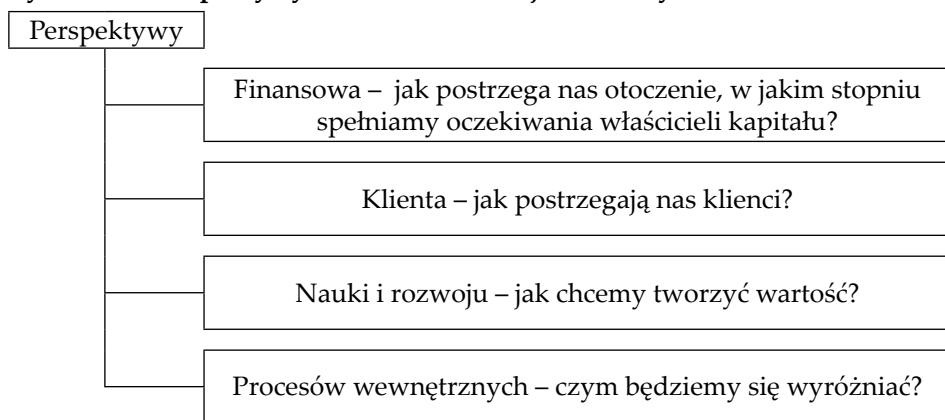 Perspektywy
Finansowa – jak postrzega nas otoczenie, w jakim stopniu
spełniamy oczekiwania właścicieli kapitału?
Klienta – jak postrzegają nas klienci?
Nauki i rozwoju – jak chcemy tworzyć wartość?
Procesów wewnętrznych – czym będziemy się wyróżniać?